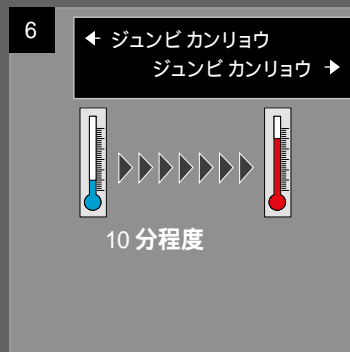 6
← ジュンビ カンリョウ
ジュンビ カンリョウ →
10 分程度